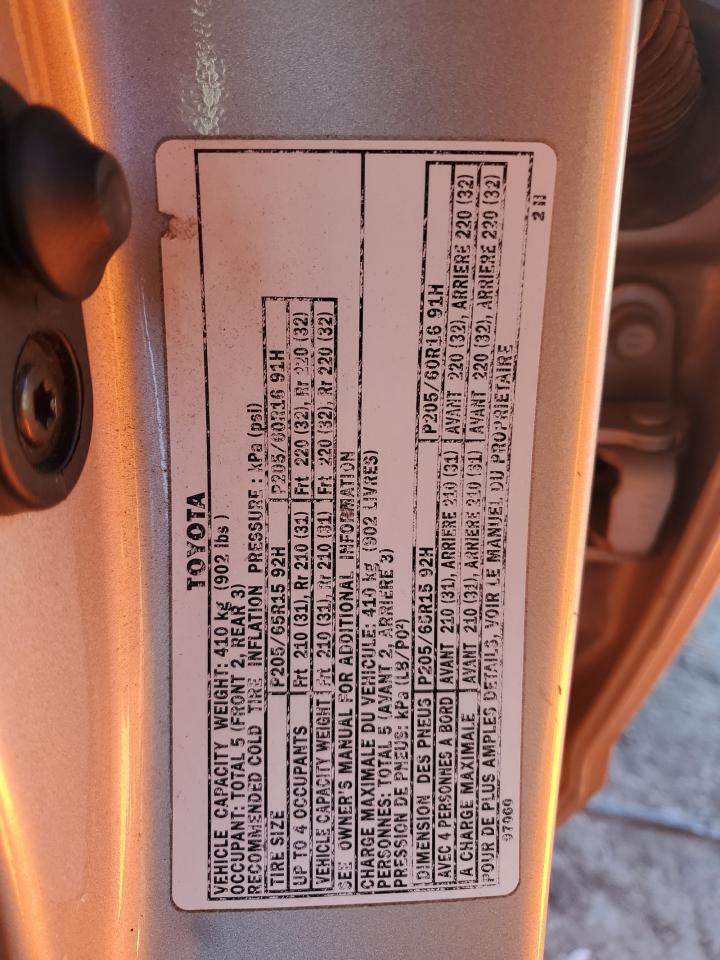 TOYOTA
VEHICLE CAPACITY WEIGHT: 410 kg (902 lbs)
OCCUPANT: TOTAL 5 (FRONT 2, REAR 3)
RECOMMENDED COLD TIRE INFLATION PRESSURE : kPa (psi)
TIRE SIZE P205/65R15 92H P205/60R16 91H
UP TO 4 OCCUPANTS Frt 210 (31), Rr 210 (31) Frt 220 (32), Rr 220 (32)
VEHICLE CAPACITY WEIGHT Frt 210 (31), Rr 210 (31) Frt 220 (32), Rr 220 (32)
SEE OWNER'S MANUAL FOR ADDITIONAL INFORMATION
CHARGE MAXIMALE DU VEHICULE: 410 kg (902 LIVRES)
PERSONNES: TOTAL 5 (AVANT 2, ARRIERE 3)
PRESSION DE PNEUS: kPa (LB/PO²)
DIMENSION DES PNEUS P205/65R15 92H P205/60R16 91H
AVEC 4 PERSONNES A BORD AVANT 210 (31), ARRIERE 210 (31) AVANT 220 (32), ARRIERE 220 (32)
A CHARGE MAXIMALE AVANT 210 (31), ARRIERE 210 (31) AVANT 220 (32), ARRIERE 220 (32)
POUR DE PLUS AMPLES DETAILS, VOIR LE MANUEL DU PROPRIETAIRE